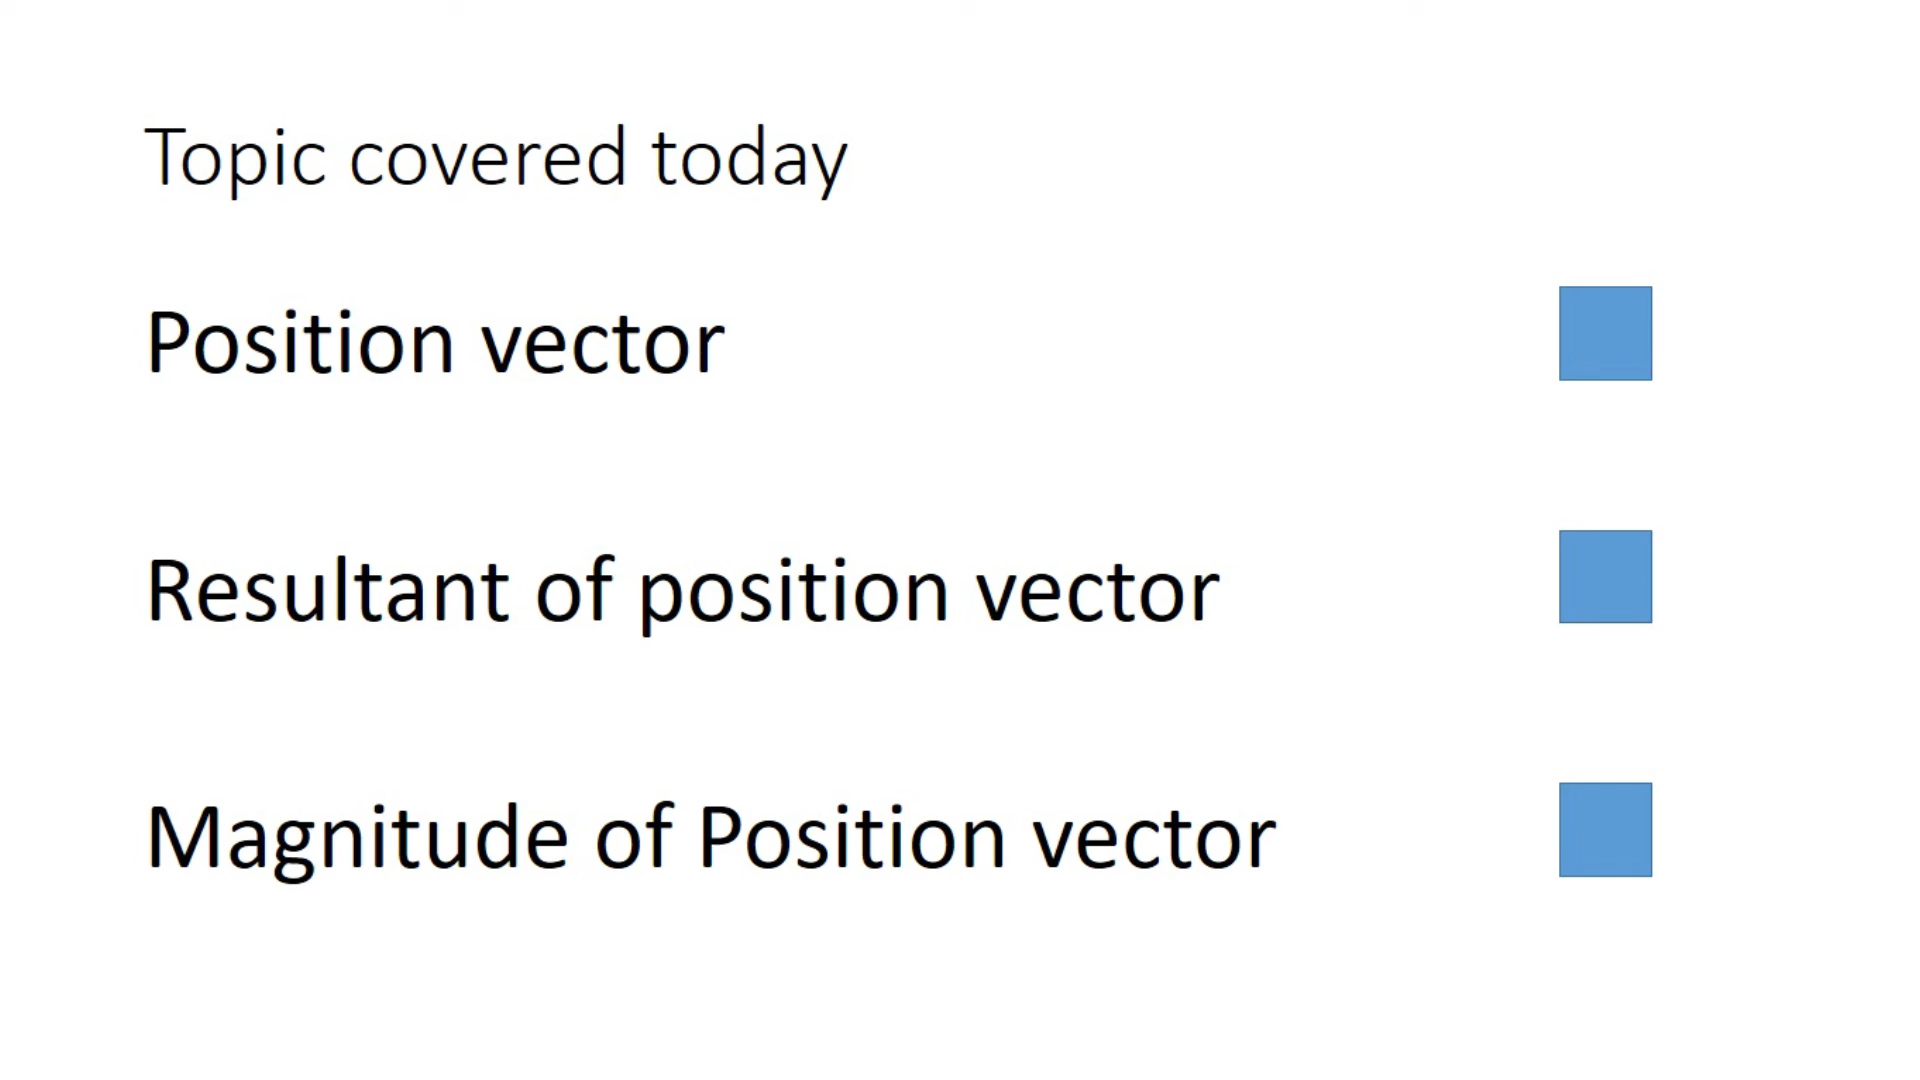 Topic covered today
Position vector
Resultant of position vector
Magnitude of Position vector